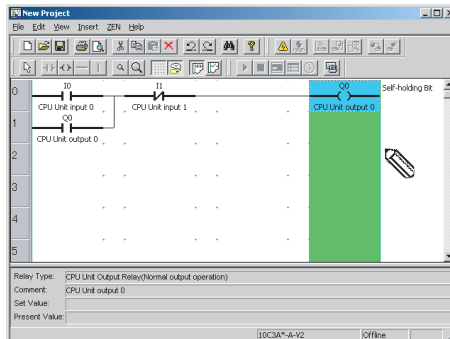 New Project
File Edit View Insert ZEN Help
0 I0 I1 Q0 Self-holding Bit
CPU Unit input 0 CPU Unit input 1 CPU Unit output 0
1 Q0
CPU Unit output 0
2
3
4
5
Relay Type: CPU Unit Output Relay(Normal output operation)
Comment: CPU Unit output 0
Set Value:
Present Value:
10C3A*-A-V2 Offline